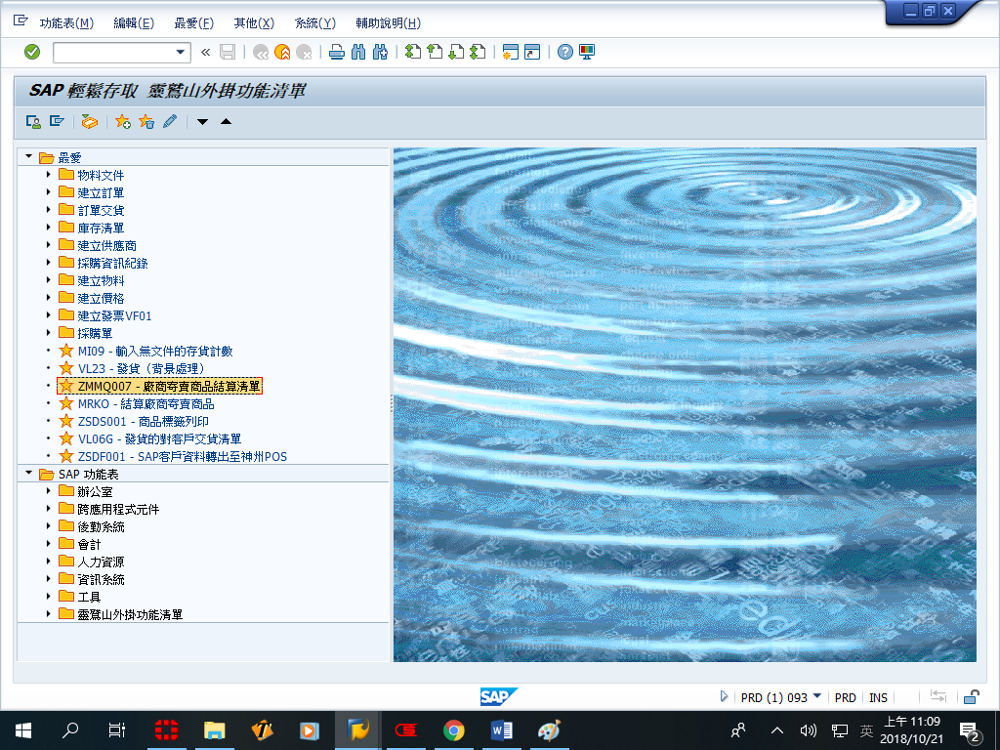 功能表(M) 編輯(E) 最愛(F) 其他(X) 系統(Y) 輔助說明(H)
SAP 輕鬆存取 靈鷲山外掛功能清單
最愛
物料文件
建立訂單
訂單交貨
庫存清單
建立供應商
採購資訊紀錄
建立物料
建立價格
建立發票VF01
採購單
MI09 - 輸入無文件的存貨計數
VL23 - 發貨（背景處理）
ZMMQ007 - 廠商寄賣商品結算清單
MRKO - 結算廠商寄賣商品
ZSDS001 - 商品標籤列印
VL06G - 發貨的對客戶交貨清單
ZSDF001 - SAP客戶資料轉出至神州POS
SAP 功能表
辦公室
跨應用程式元件
後勤系統
會計
人力資源
資訊系統
工具
靈鷲山外掛功能清單
SAP
PRD (1) 093 PRD INS
英
上午 11:09
2018/10/21
2